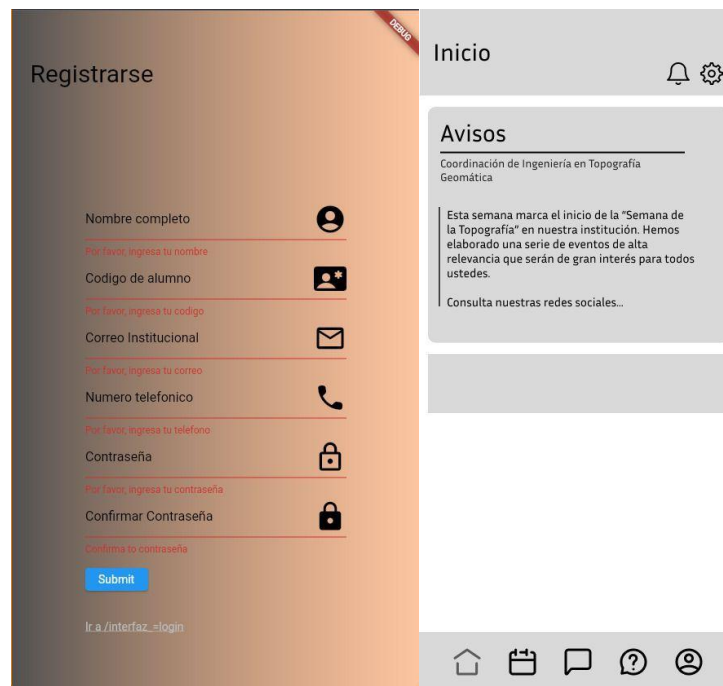 DEBUG
Registrarse
Nombre completo
Por favor, ingresa tu nombre
Codigo de alumno
Por favor, ingresa tu codigo
Correo Institucional
Por favor, ingresa tu correo
Numero telefonico
Por favor, ingresa tu telefono
Contraseña
Por favor, ingresa tu contraseña
Confirmar Contraseña
Confirma tu contraseña
Submit
Ir a /interfaz_=login
Inicio
Avisos
Coordinación de Ingeniería en Topografía
Geomática
Esta semana marca el inicio de la "Semana de
la Topografía" en nuestra institución. Hemos
elaborado una serie de eventos de alta
relevancia que serán de gran interés para todos
ustedes.
Consulta nuestras redes sociales...